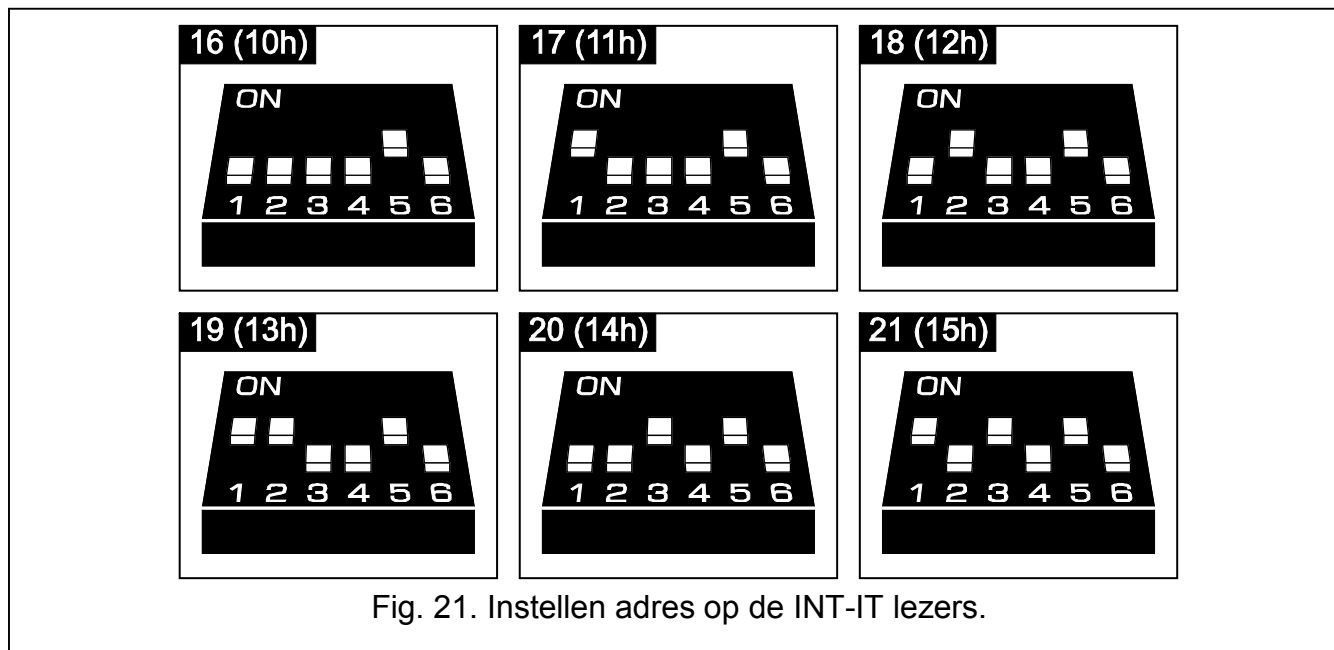 16 (10h)
17 (11h)
18 (12h)
ON
ON
ON
1 2 3 4 5 6
1 2 3 4 5 6
1 2 3 4 5 6
19 (13h)
20 (14h)
21 (15h)
ON
ON
ON
1 2 3 4 5 6
1 2 3 4 5 6
1 2 3 4 5 6
Fig. 21. Instellen adres op de INT-IT lezers.